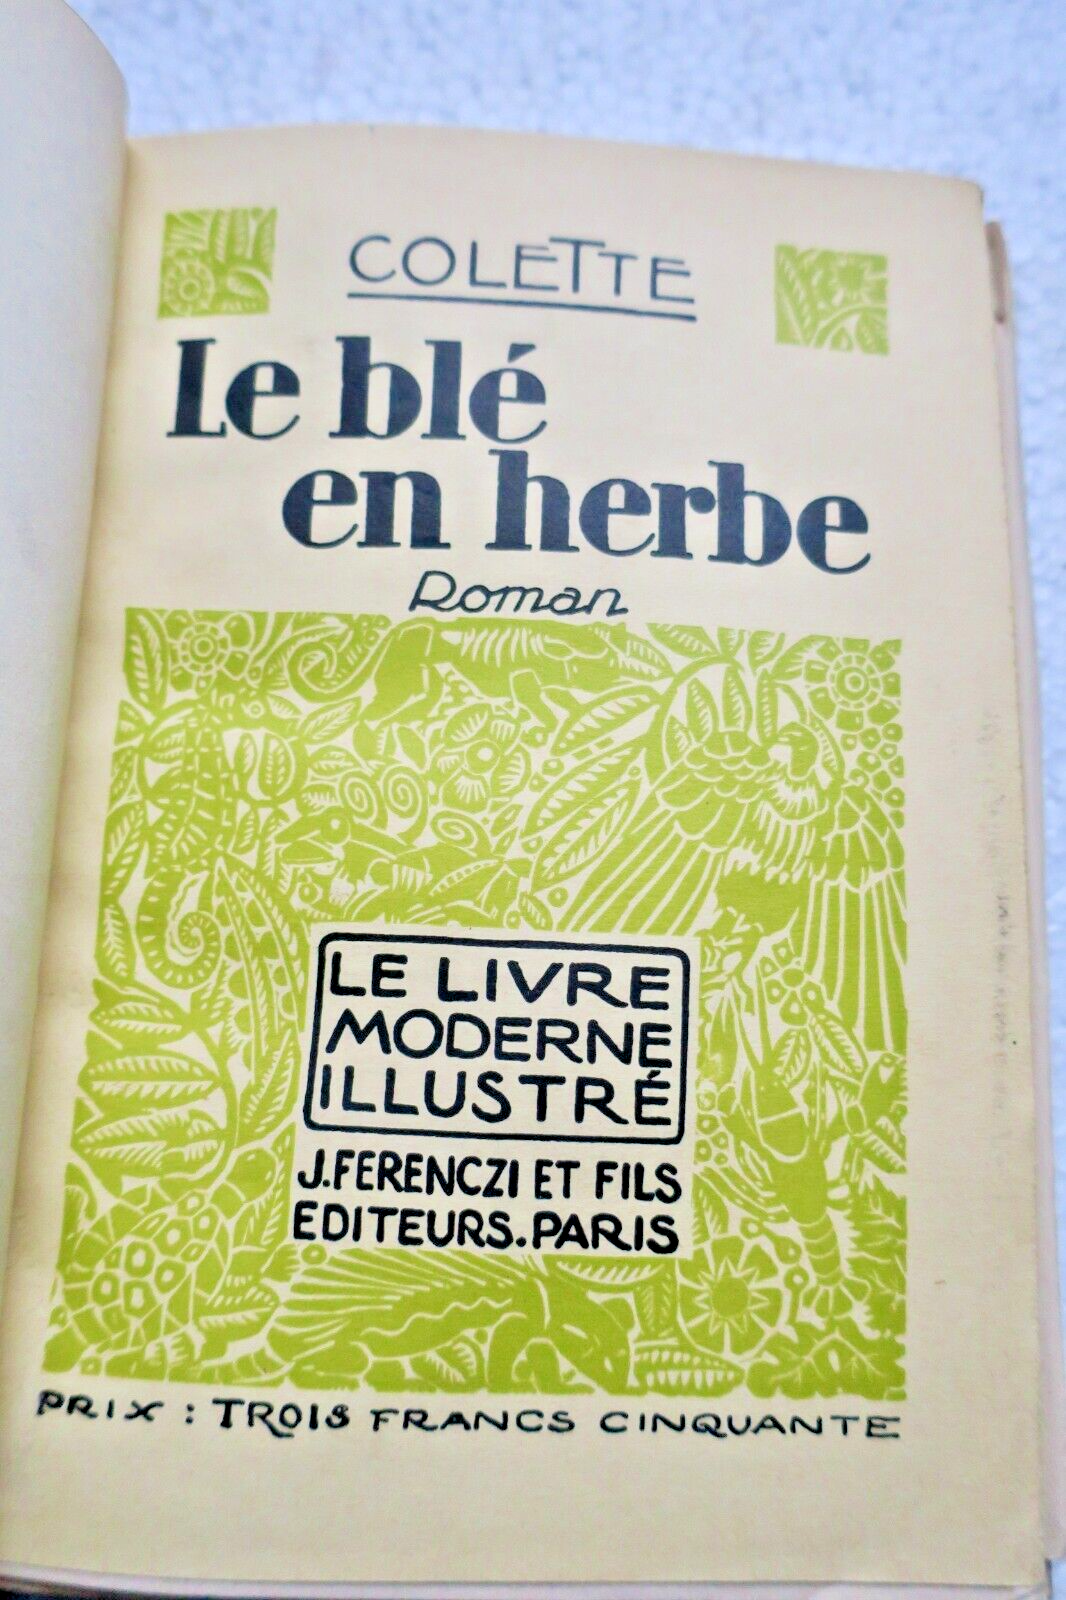 COLETTE
Le blé
en herbe
Roman
LE LIVRE
MODERNE
ILLUSTRÉ
J. FERENCZI ET FILS
EDITEURS. PARIS
PRIX : TROIS FRANCS CINQUANTE